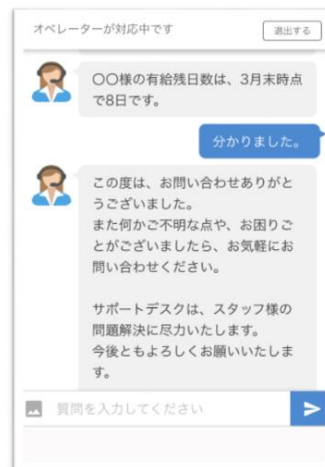 オペレーターが対応中です
退出する
〇〇様の有給残日数は、3月末時点
で8日です。
分かりました。
この度は、お問い合わせありがと
うございました。
また何かご不明な点や、お困りご
とがございましたら、お気軽にお
問い合わせください。
サポートデスクは、スタッフ様の
問題解決に尽力いたします。
今後ともよろしくお願いいたしま
す。
質問を入力してください